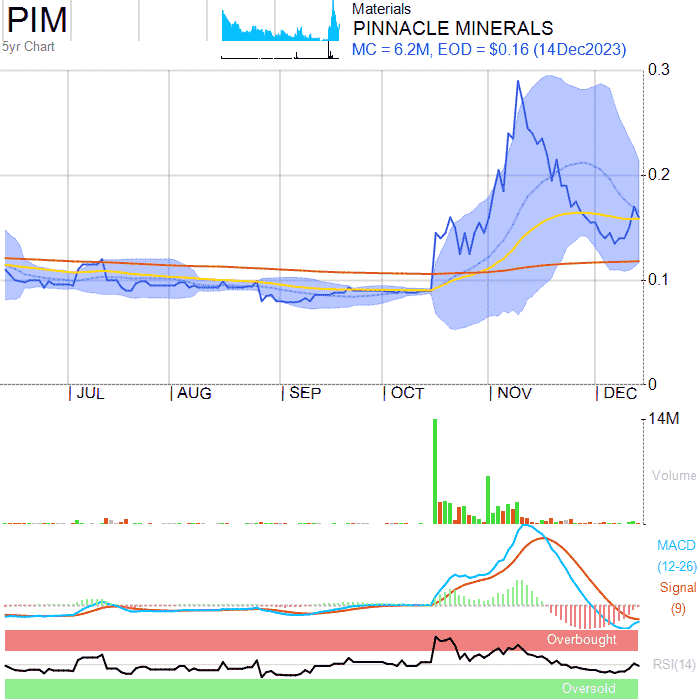 PIM
5yr Chart
Materials
PINNACLE MINERALS
MC = 6.2M, EOD = $0.16 (14Dec2023)
0.3
0.2
0.1
0
JUL
AUG
SEP
OCT
NOV
DEC
14M
Volume
MACD
(12-26)
Signal
(9)
Overbought
RSI(14)
Oversold